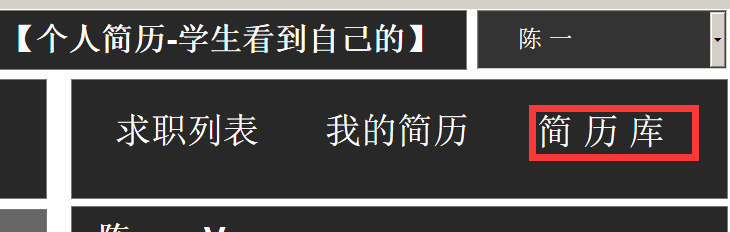 【个人简历-学生看到自己的】 陈 一
求职列表 我的简历 简 历 库